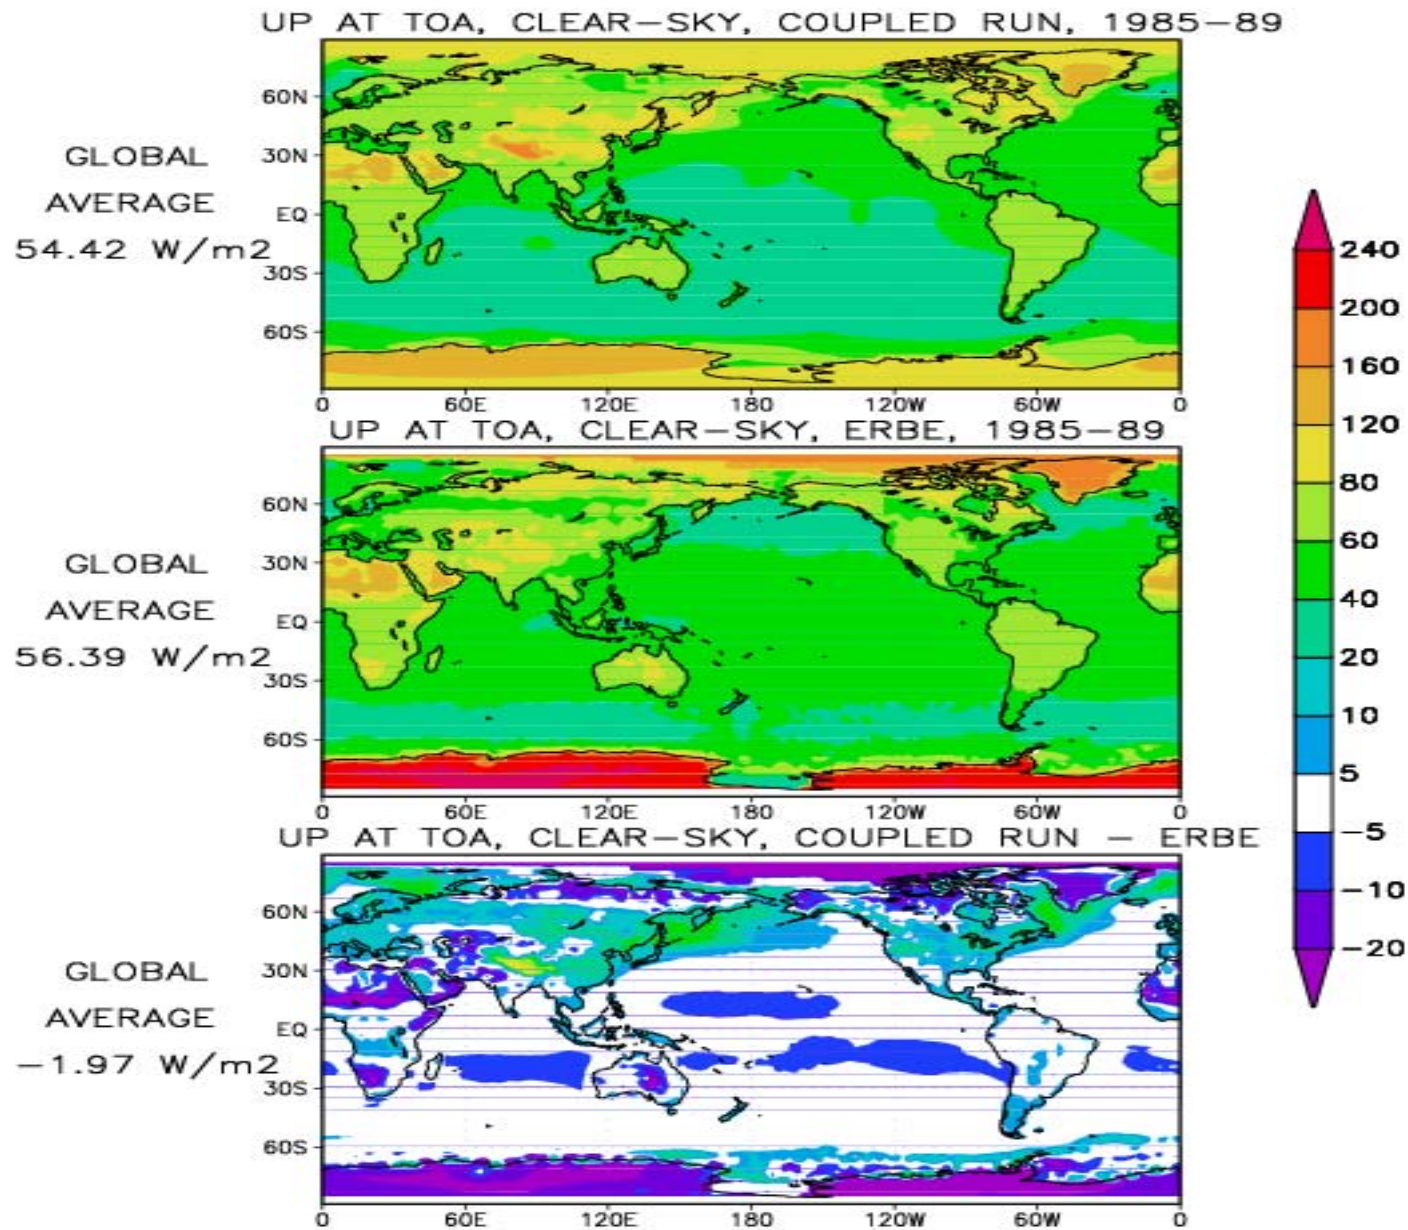 UP AT TOA, CLEAR-SKY, COUPLED RUN, 1985-89
GLOBAL
AVERAGE
54.42 W/m2
60N
30N
EQ
30S
60S
0 60E 120E 180 120W 60W 0
UP AT TOA, CLEAR-SKY, ERBE, 1985-89
GLOBAL
AVERAGE
56.39 W/m2
60N
30N
EQ
30S
60S
0 60E 120E 180 120W 60W 0
UP AT TOA, CLEAR-SKY, COUPLED RUN - ERBE
GLOBAL
AVERAGE
-1.97 W/m2
60N
30N
EQ
30S
60S
0 60E 120E 180 120W 60W 0
240
200
160
120
80
60
40
20
10
5
-5
-10
-20